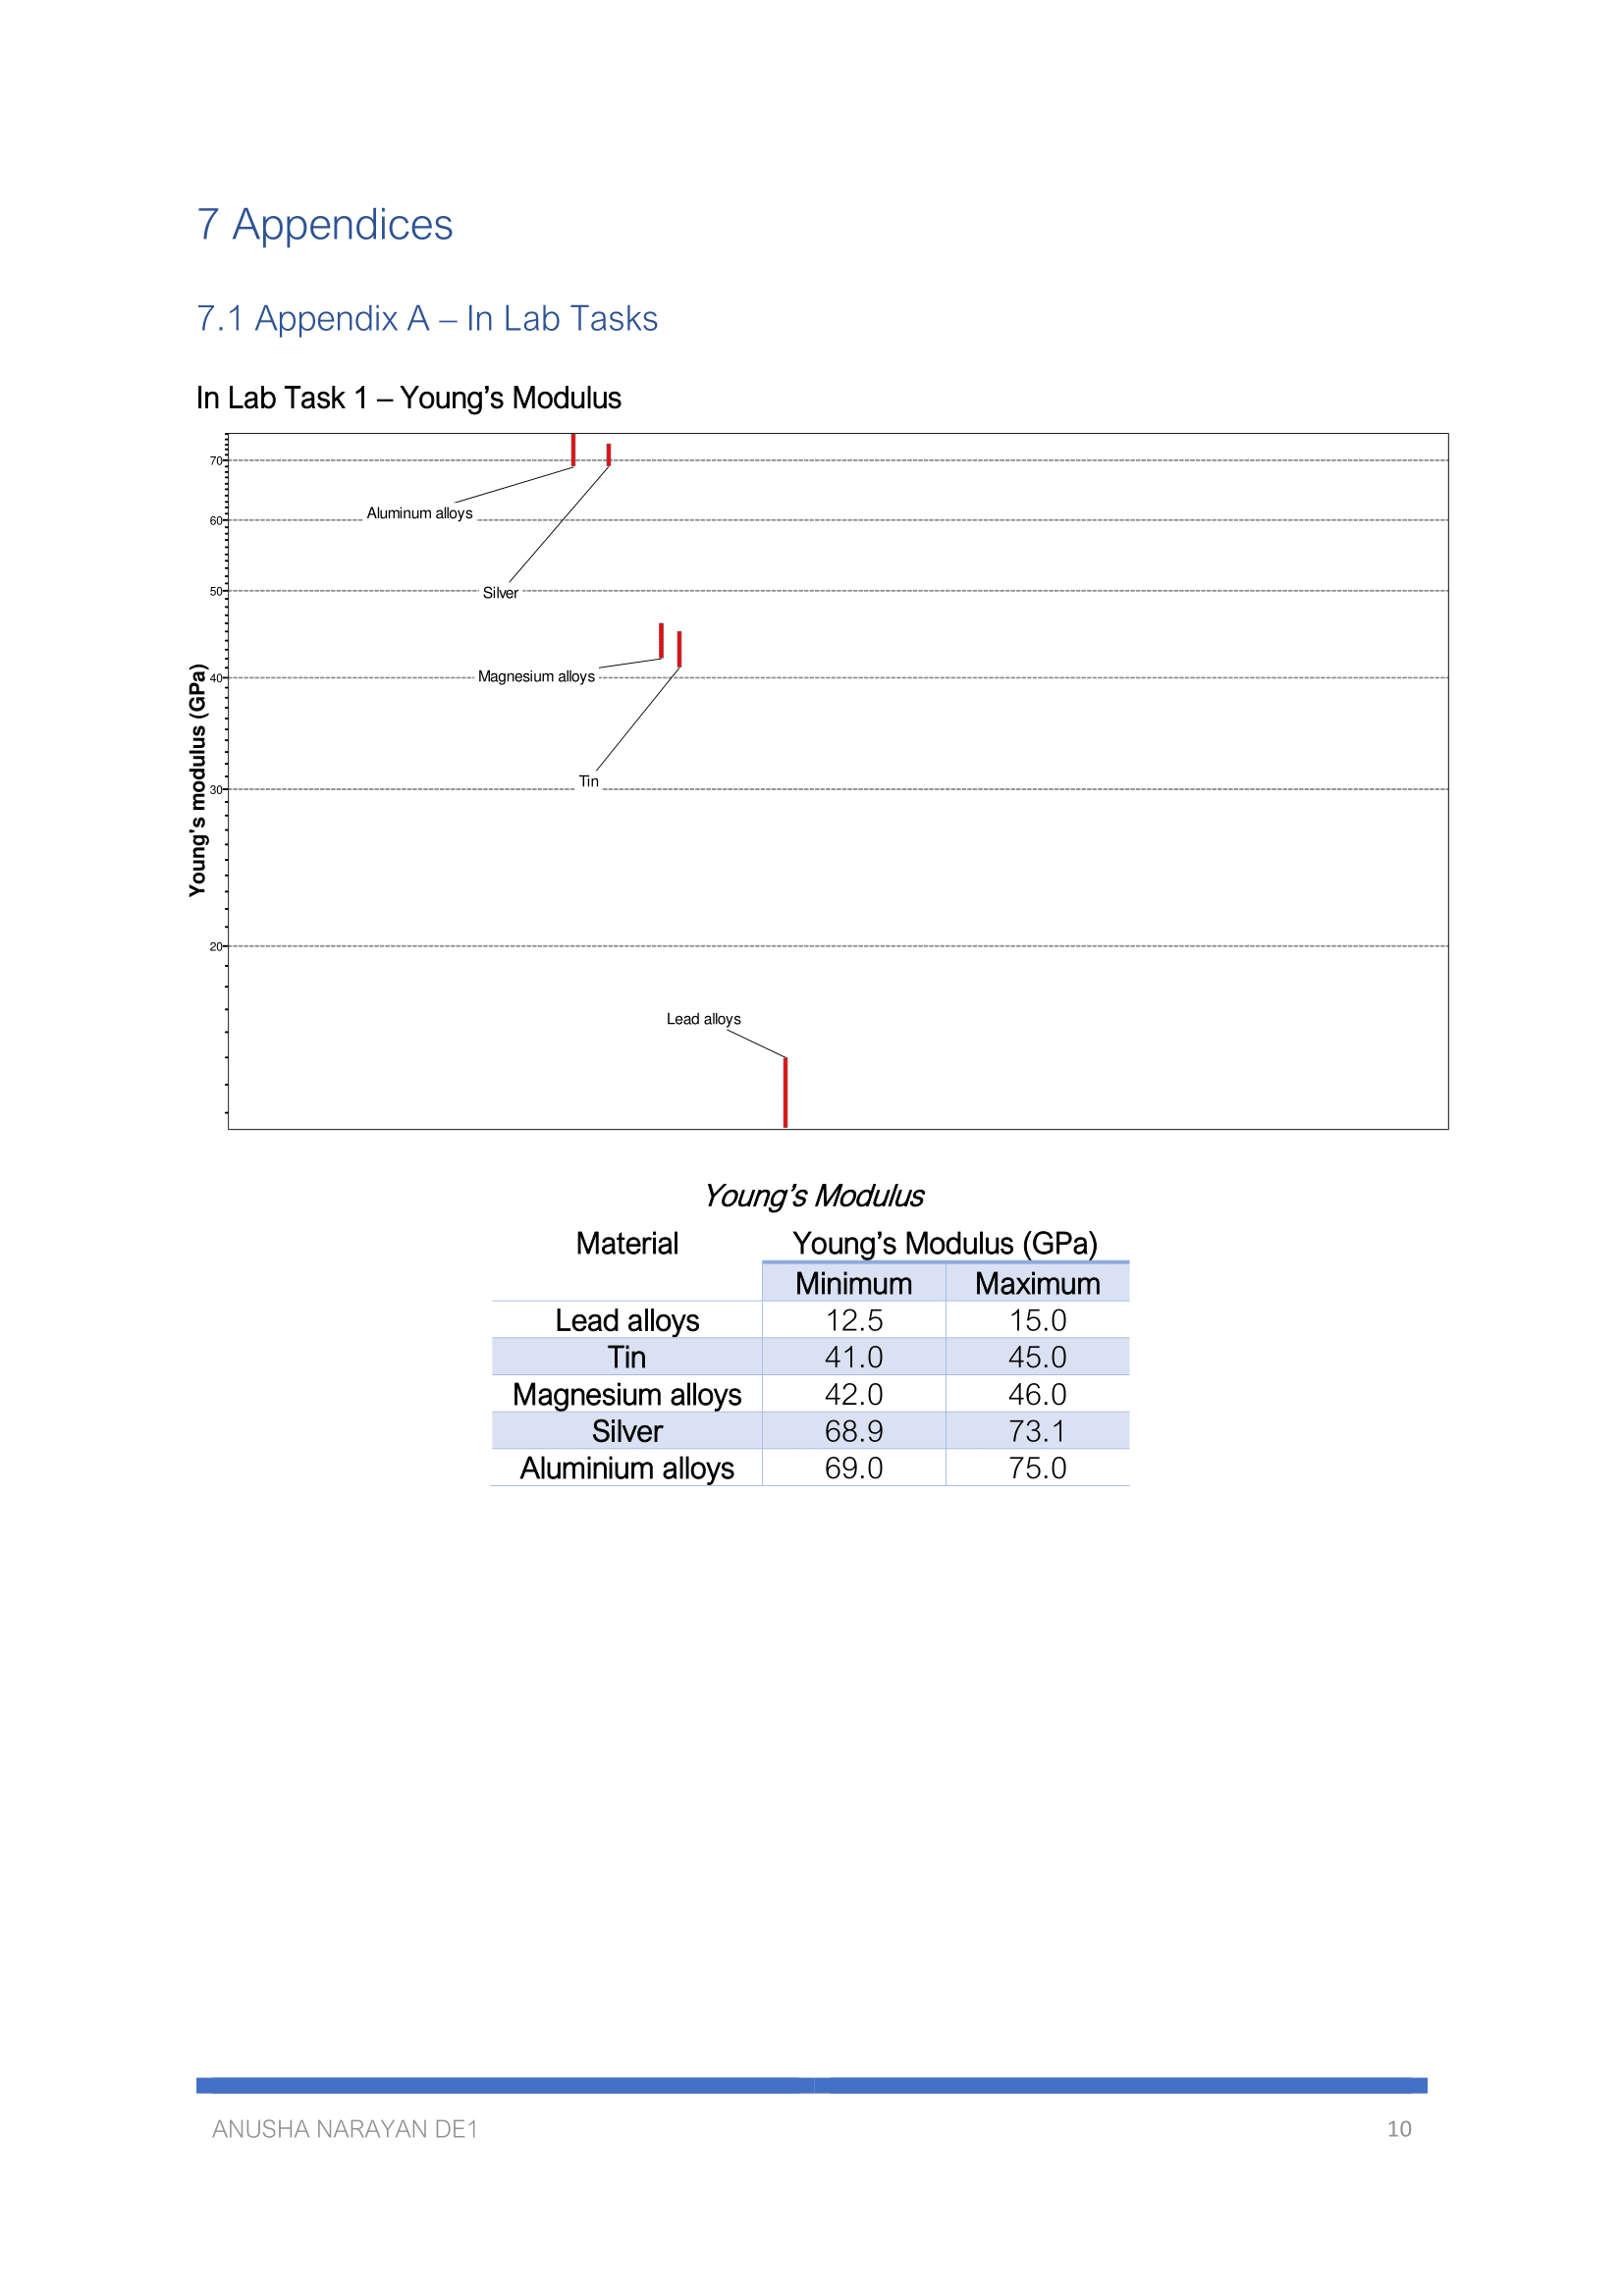 7 Appendices
7.1 Appendix A – In Lab Tasks
In Lab Task 1 – Young's Modulus
Young's modulus (GPa)
70
Aluminum alloys
60
50
Silver
Magnesium alloys
40
Tin
30
20
Lead alloys
Young's Modulus
Material Young's Modulus (GPa)
Minimum Maximum
Lead alloys 12.5 15.0
Tin 41.0 45.0
Magnesium alloys 42.0 46.0
Silver 68.9 73.1
Aluminium alloys 69.0 75.0
ANUSHA NARAYAN DE1 10